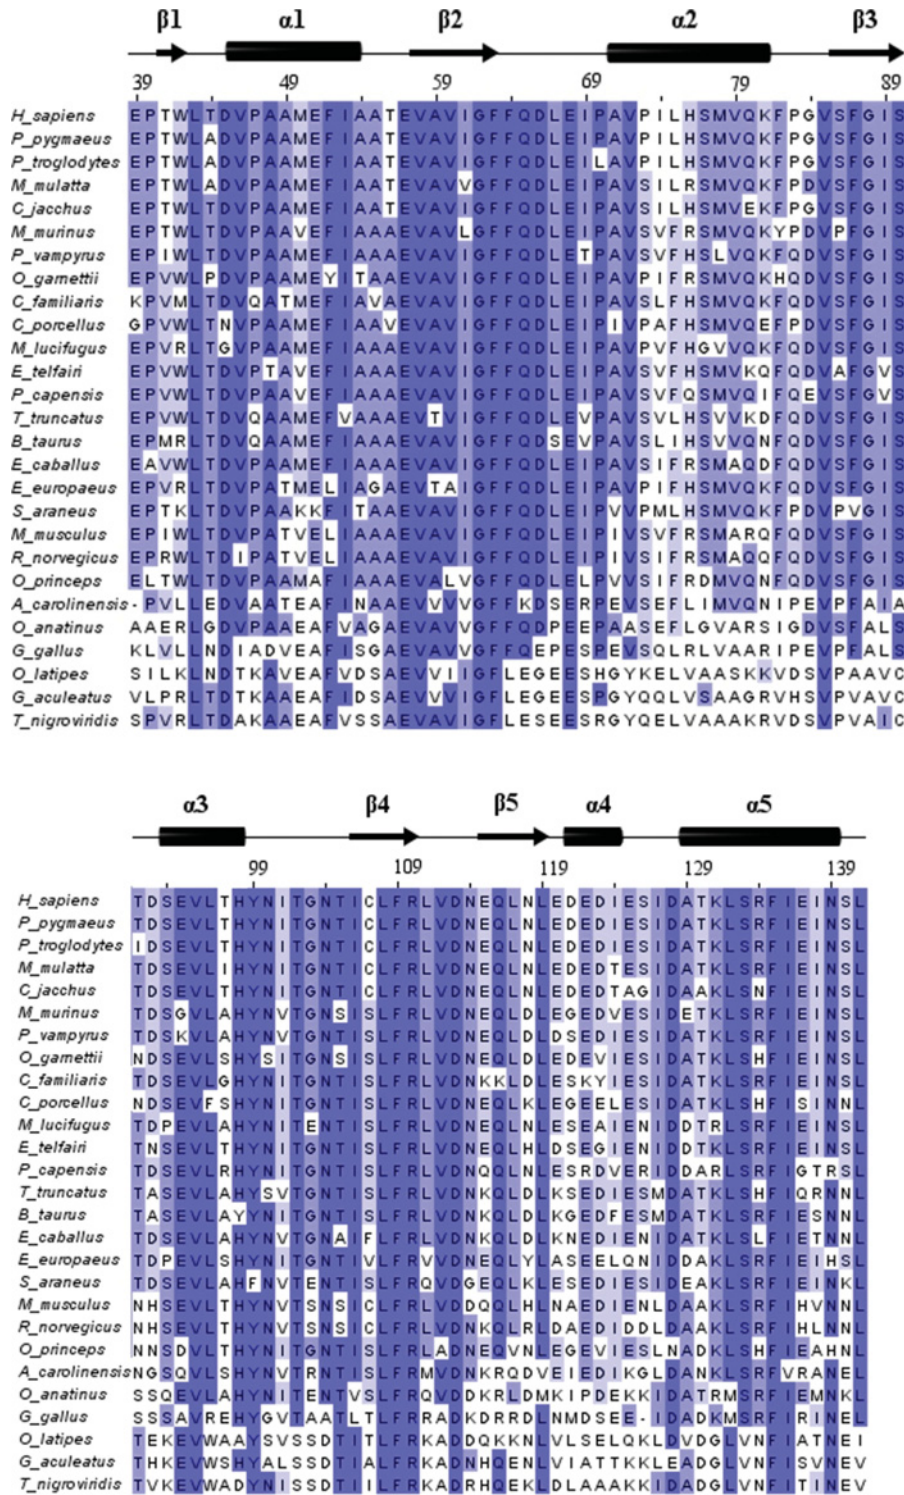 β1 α1 β2 α2 β3
39 49 59 69 79 89
H_sapiens EPTWLTDVPAAMEFIAATEVAVIGFFQDLEIPAVPILHSMVQKFPGVSFGIS
P_pygmaeus EPTWLADVPAAMEFIAATEVAVIGFFQDLEIPAVPILHSMVQKFPGVSFGIS
P_troglodytes EPTWLADVPAAMEFIAATEVAVIGFFQDLEILAVPILHSMVQKFPGVSFGIS
M_mulatta EPTWLADVPAAMEFIAATEVAVVGFFQDLEIPAVSILRSMVQKFPDVSFGIS
C_jacchus EPTWLTDVPAAMEFIAATEVAVIGFFQDLEIPAVSILHSMVEKFPGVSFGIS
M_murinus EPTWLTDVPAAVEFIAAAEVAVLGFFQDLEIPAVSVFRSMVQKYPDVPFGIS
P_vampyrus EPIWLTDVPAAMEFIAAAEVAVIGFFQDLEITAVSVFHSLVQKFQDVSFGIS
O_garnettii EPVWLPDVPAAMEYITAAEVAVIGFFQDLEIPAVPIFRSMVQKHQDVSFGIS
C_familiaris KPVMLTDVQATMEFIAVAEVAVIGFFQDLEIPAVSLFHSMVQKFQDVSFGIS
C_porcellus GPVWLTNVPAAMEFIAAVEVAVIGFFQDLEIPIVPAFHSMVQEFPDVSFGIS
M_lucifugus EPVRLTGVPAAMEFIAAAEVAVIGFFQDLEIPAVPVFHGVVQKFQDVSFGIS
E_telfairi EPVWLTDVPTAVEFIAAAEVAVIGFFQDLEIPAVSVFHSMVKQFQDVAFGVS
P_capensis EPVWLTDVPAAVEFIAAAEVAVIGFFQDLEIPAVSVFQSMVQIFQEVSFGVS
T_truncatus EPVWLTDVQAAMEFVAAAEVTVIGFFQDLEVPAVSVLHSVVKDFQDVSFGIS
B_taurus EPMRLTDVQAAMEFIAAAEVAVIGFFQDSEVPAVSLIHSVVQNFQDVSFGIS
E_caballus EAVWLTDVPAAMEFIAAAEVAVIGFFQDLEIPAVSIFRSMAQDFQDVSFGIS
E_europaeus EPVRLTDVPATMELIAGAEVTAIGFFQDLEIPAVPIFHSMVQKFQDVSFGIS
S_araneus EPTKLTDVPAAKKFITAAEVAVIGFFQDLEIPVVPMLHSMVQKFPDVPVGIS
M_musculus EPIWLTDVPATVELIAAAEVAVIGFFQDLEIPIVSVFRSMARQFQDVSFGIS
R_norvegicus EPRWLTDIPATVELIAAAEVAVIGFFQDLEIPIVSIFRSMAQQFQDVSFGIS
O_princeps ELTWLTDVPAAMAFIAAAEVALVGFFQDLELPVVSIFRDMVQNFQDVSFGIS
A_carolinensis -PVLLEDVAATEAFINAAEVVVVGFFKDSERPEVSEFLIMVQNIPEVPFAIA
O_anatinus AAERLGDVPAAEAFVAGAEVAVVGFFQDPEEPAASEFLGVARSIGDVSFALS
G_gallus KLVLLNDIADVEAFISGAEVAVIGFFQEPESPEVSQLRLVAARIPEVPFALS
O_latipes SILKLNDTKAVEAFVDSAEVVIIGFLEGEESHGYKELVAASKKVDSVPAAVC
G_aculeatus VLPRLTDTKAAEAFIDSAEVVVIGFLEGEESPGYQQLVSAAGRVHSVPVAVC
T_nigroviridis SPVRLTDAKAAEAFVSSAEVAVIGFLESEESRGYQELVAAAKRVDSVPVAIC
α3 β4 β5 α4 α5
99 109 119 129 139
H_sapiens TDSEVLTHYNITGNTICLFRLVDNEQLNLEDEDIESIDATKLSRFIEINSL
P_pygmaeus TDSEVLTHYNITGNTICLFRLVDNEQLNLEDEDIESIDATKLSRFIEINSL
P_troglodytes IDSEVLTHYNITGNTICLFRLVDNEQLNLEDEDIESIDATKLSRFIEINSL
M_mulatta TDSEVLIHYNITGNTICLFRLVDNEQLNLEDEDTESIDATKLSRFIEINSL
C_jacchus TDSEVLTHYNITGNTICLFRLVDNEQLNLEDEDTAGIDAAKLSNFIEINSL
M_murinus TDSGVLAHYNVTGNSISLFRLVDNEQLDLEGEDVESIDETKLSRFIEINSL
P_vampyrus TDSKVLAHYNVTGNTISLFRLVDNEQLDLDSEDIESIDATKLSRFIEINSL
O_garnettii NDSEVLSHYSITGNSISLFRLVDNEQLDLEDEVIESIDATKLSHFIEINSL
C_familiaris TDSEVLGHYNITGNTISLFRLVDNKKLDLESKYIESIDATKLSRFIEINSL
C_porcellus NDSEVFSHYNITGNTISLFRLVDNEQLKLEGEELESIDATKLSHFISINNL
M_lucifugus TDPEVLAHYNITENTISLFRLVDNEQLNLESEAIENIDDTRLSRFIEINSL
E_telfairi TNSEVLTHYNITGNTISLFRLVDNEQLHLDSEGIENIDDTKLSRFIEINSL
P_capensis TDSEVLRHYNITGNTISLFRLVDNQQLNLESRDVERIDDARLSRFIGTRSL
T_truncatus TASEVLAHYSVTGNTISLFRLVDNKQLDLKSEDIESMDATKLSHFIQRNNL
B_taurus TASEVLAYYNITGNTISLFRLVDNKQLDLKGEDFESMDATKLSRFIESNNL
E_caballus TDSEVLAHYNVTGNAIFLFRLVDNKQLDLKNEDIENIDATKLSLFIETNNL
E_europaeus TDPEVLSHYNITGNTIVLFRVVDNEQLYLASEELQNIDDAKLSRFIEIHSL
S_araneus TDSEVLAHFNVTENTISLFRQVDGEQLKLESEDIESIDEAKLSRFIEINKL
M_musculus NHSEVLTHYNVTSNSICLFRLVDDQQLHLNAEDIENLDAAKLSRFIHVNNL
R_norvegicus NHSEVLTHYNVTSNSICLFRLVDNKQLRLDAEDIDDLDAAKLSRFIHLNNL
O_princeps NNSDVLTHYNITGNTISLFRLADNEQVNLEGEVIESLNADKLSHFIEAHNL
A_carolinensis NGSQVLSHYNVTRNTISLFRMVDNKRQDVEIEDIKGLDANKLSRFVRANEL
O_anatinus SSQEVLAHYNITENTVSLFRQVDDKRLDMKIPDEKKIDATRMSRFIEMNKL
G_gallus SSSAVREHYGVTAATLTLFRRADKDRRDLNMDSEE-IDADKMSRFIRINEL
O_latipes TEKEVWAAYSVSSDTITLFRKADDQKKNLVLSELQKLDVDGLVNFIATNEI
G_aculeatus THKEVWSHYALSSDTIALFRKADNHQENLVIATTKKLEADGLVNFISVNEV
T_nigroviridis TVKEVWADYNISSDTIILFRKADRHQEKLDLAAAKKIDADGLVNFITINEV